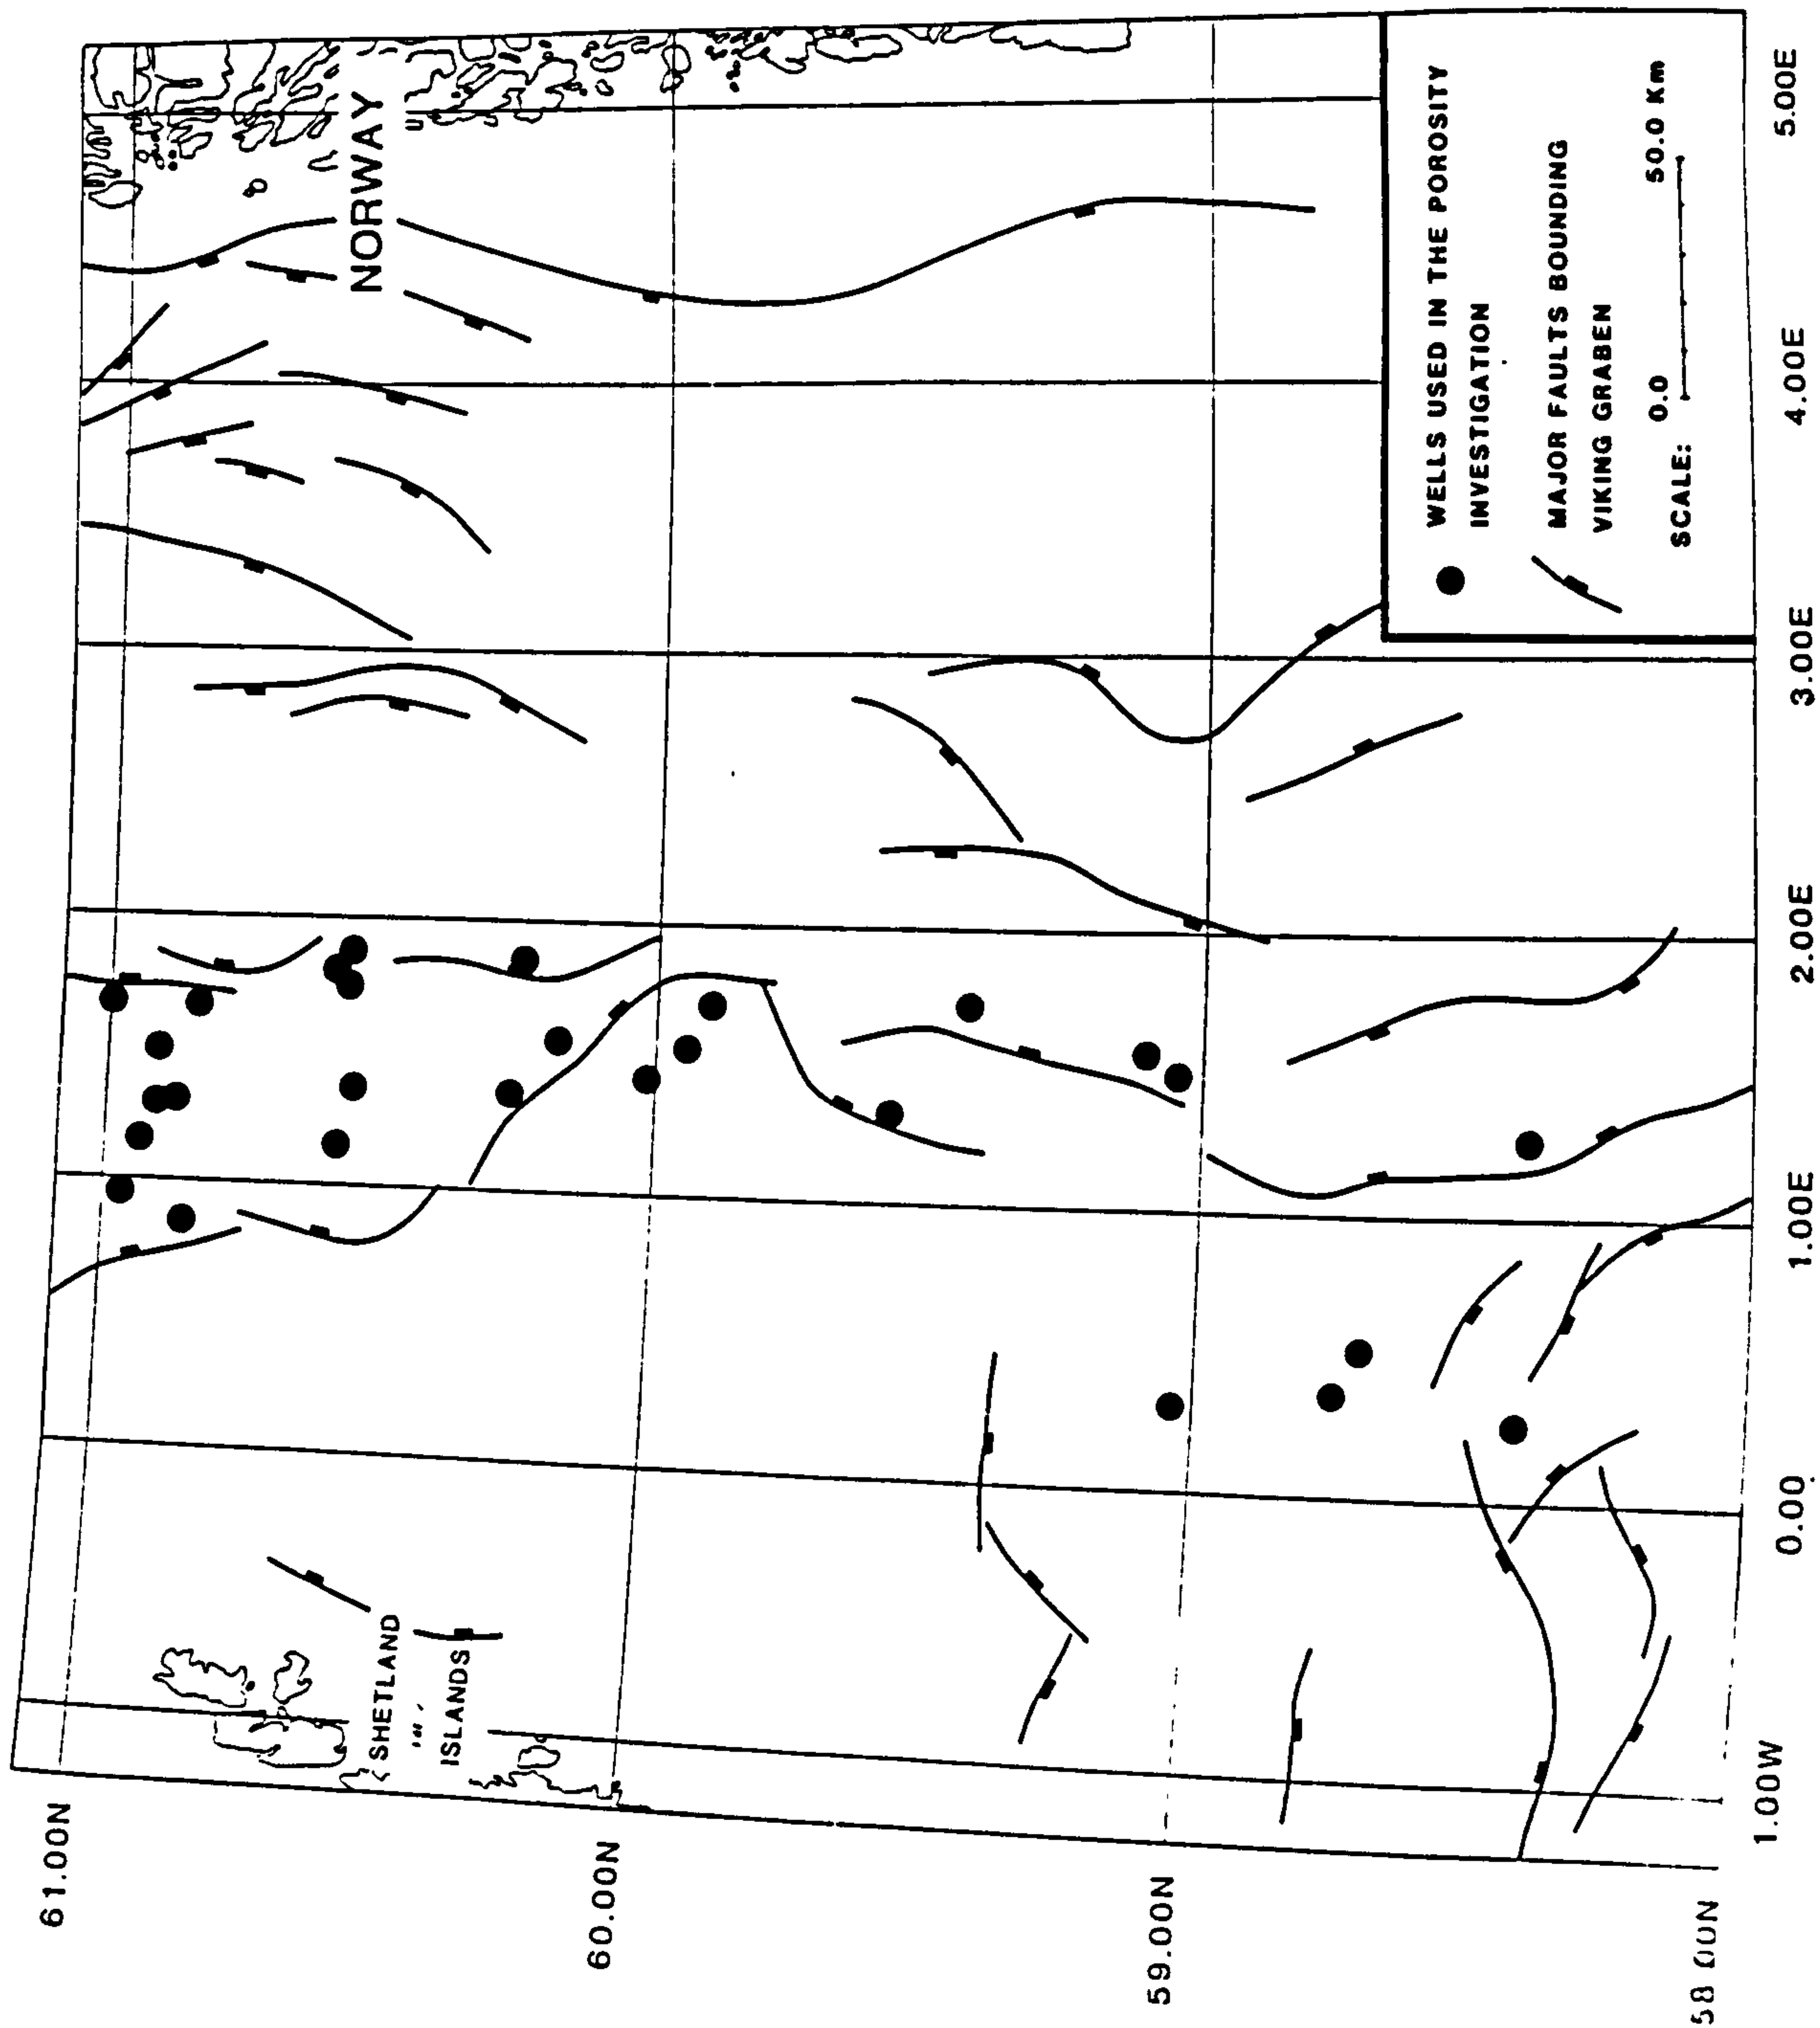 61.00N
60.00N
59.00N
58 00N
1.00W
0.00
1.00E
2.00E
3.00E
4.00E
5.00E
NORWAY
SHETLAND
ISLANDS
WELLS USED IN THE POROSITY
INVESTIGATION
MAJOR FAULTS BOUNDING
VIKING GRABEN
SCALE: 0.0 50.0 Km